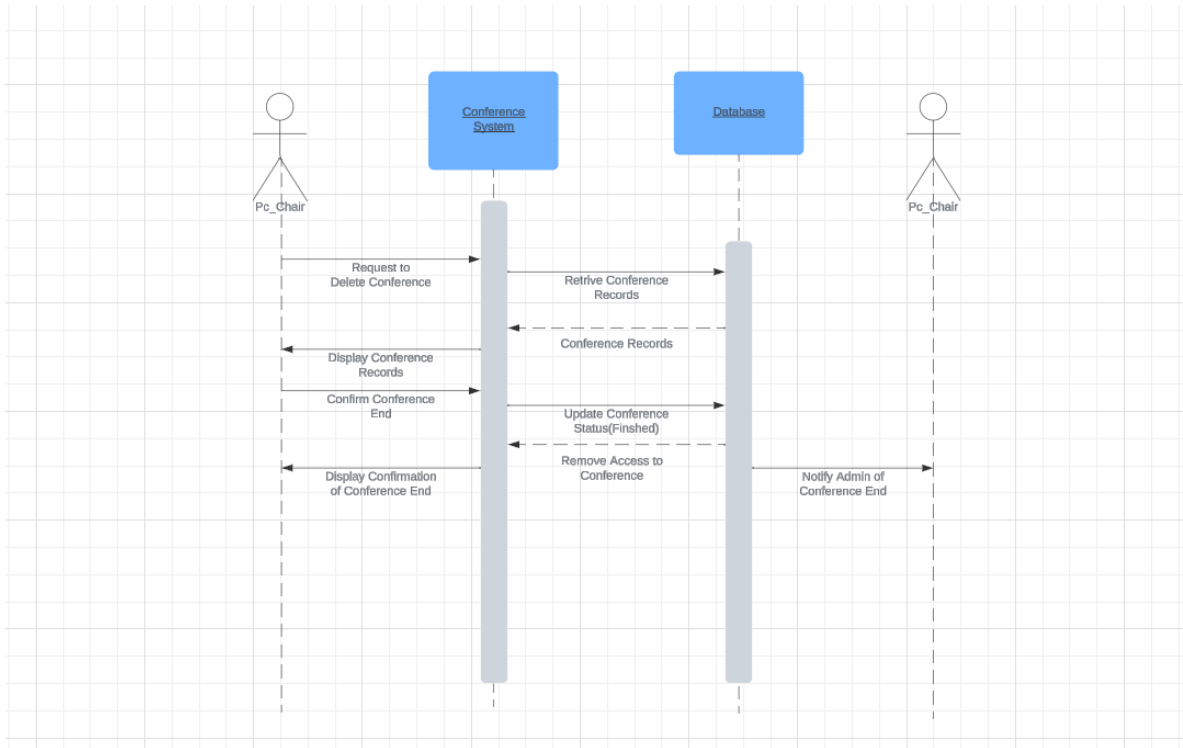 Conference
System
Database
Pc_Chair
Pc_Chair
Request to
Delete Conference
Retrive Conference
Records
Conference Records
Display Conference
Records
Confirm Conference
End
Update Conference
Status(Finshed)
Remove Access to
Conference
Display Confirmation
of Conference End
Notify Admin of
Conference End